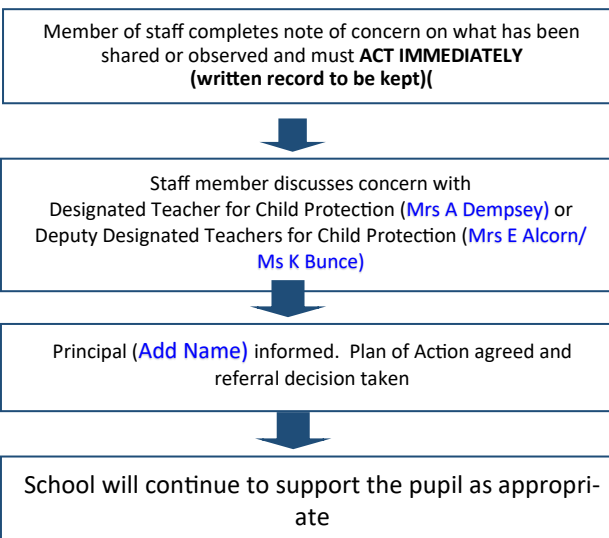 Member of staff completes note of concern on what has been
shared or observed and must ACT IMMEDIATELY
(written record to be kept)(
Staff member discusses concern with
Designated Teacher for Child Protection (Mrs A Dempsey) or
Deputy Designated Teachers for Child Protection (Mrs E Alcorn/
Ms K Bunce)
Principal (Add Name) informed. Plan of Action agreed and
referral decision taken
School will continue to support the pupil as appropri-
ate